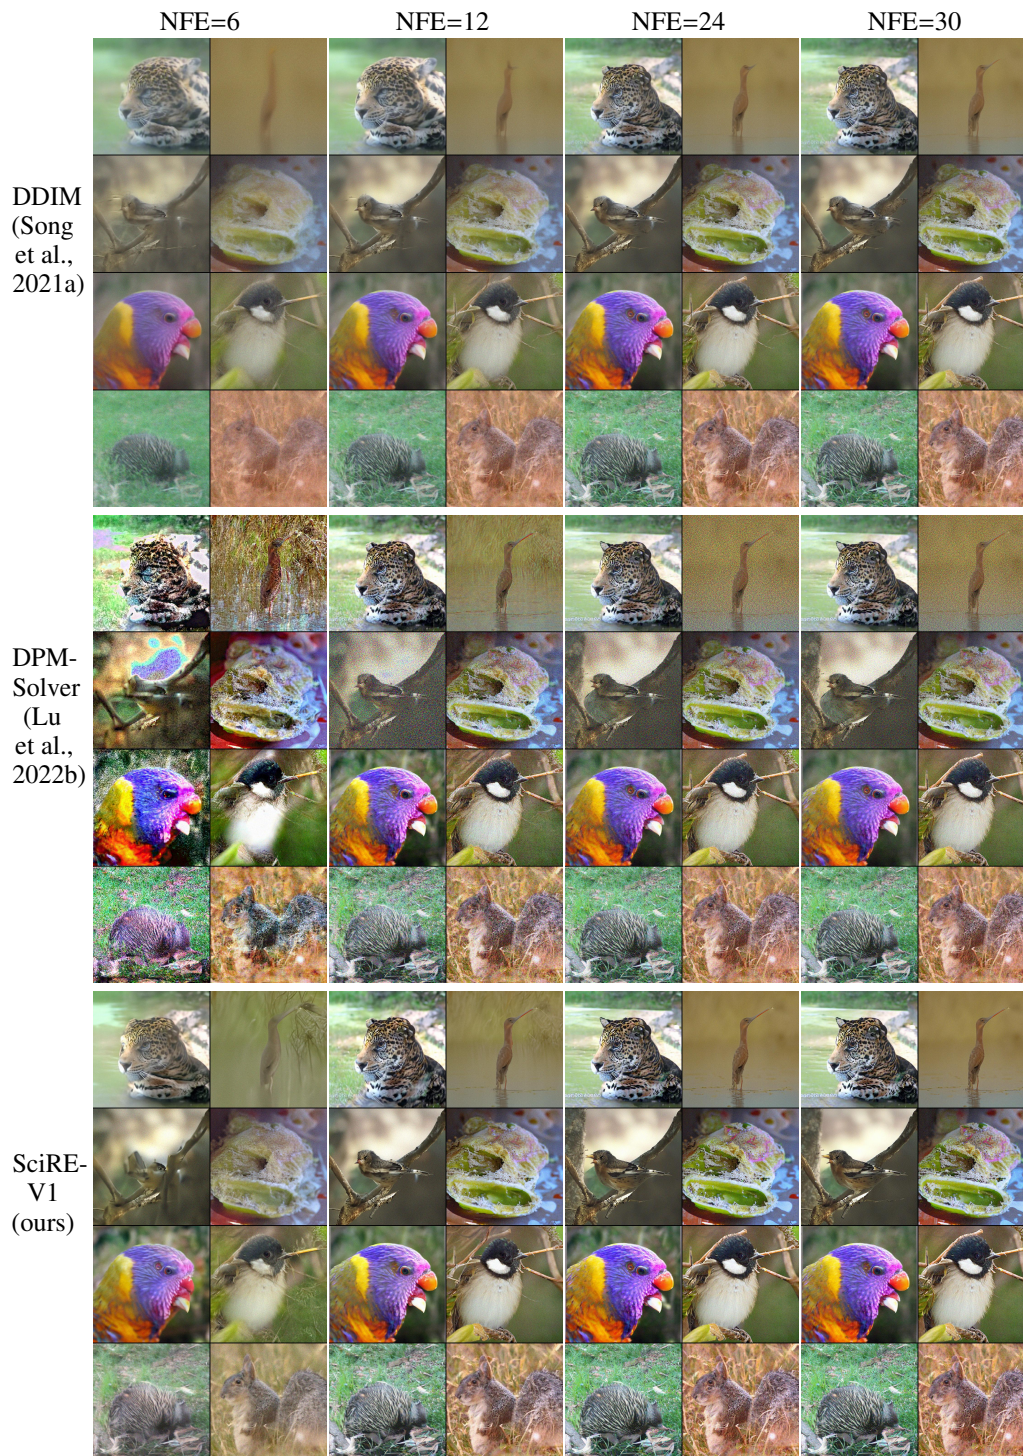 NFE=6 NFE=12 NFE=24 NFE=30
DDIM
(Song
et al.,
2021a)
DPM-
Solver
(Lu
et al.,
2022b)
SciRE-
V1
(ours)